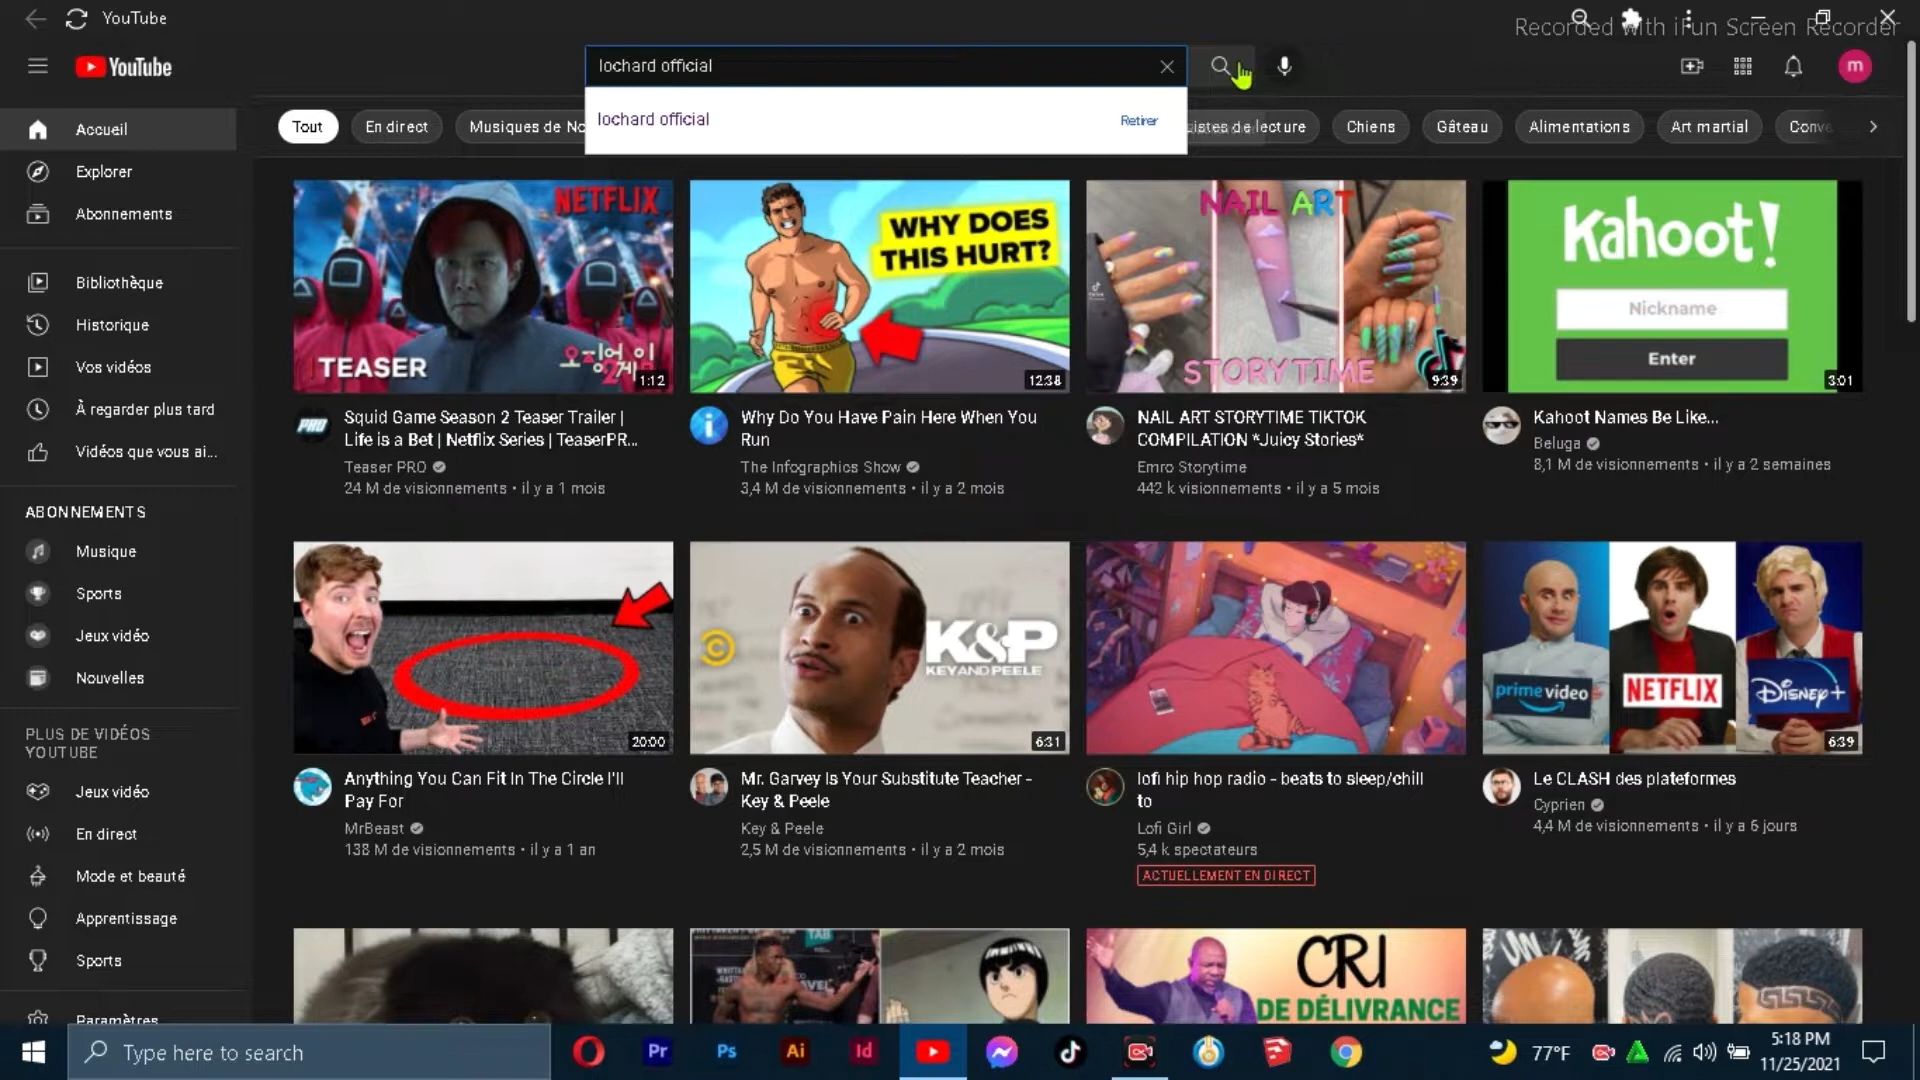 YouTube
Recorded with iFun Screen Recorder
YouTube
lochard official
m
lochard official
Retirer
Tout
En direct
Musiques de No
istes de lecture
Chiens
Gâteau
Alimentations
Art martial
Conve
Accueil
Explorer
Abonnements
Bibliothèque
Historique
Vos vidéos
À regarder plus tard
Vidéos que vous ai...
ABONNEMENTS
Musique
Sports
Jeux vidéo
Nouvelles
PLUS DE VIDÉOS
YOUTUBE
Jeux vidéo
En direct
Mode et beauté
Apprentissage
Sports
Paramètres
NETFLIX
TEASER
1:12
WHY DOES
THIS HURT?
12:38
NAIL ART
STORYTIME
9:39
Kahoot!
Nickname
Enter
3:01
PRO
Squid Game Season 2 Teaser Trailer |
Life is a Bet | Netflix Series | TeaserPR...
Teaser PRO
24 M de visionnements • il y a 1 mois
Why Do You Have Pain Here When You
Run
The Infographics Show
3,4 M de visionnements • il y a 2 mois
NAIL ART STORYTIME TIKTOK
COMPILATION *Juicy Stories*
Emro Storytime
442 k visionnements • il y a 5 mois
Kahoot Names Be Like...
Beluga
8,1 M de visionnements • il y a 2 semaines
20:00
K&P
KEY AND PEELE
6:31
prime video
NETFLIX
Disney+
6:39
Anything You Can Fit In The Circle I'll
Pay For
MrBeast
138 M de visionnements • il y a 1 an
Mr. Garvey Is Your Substitute Teacher -
Key & Peele
Key & Peele
2,5 M de visionnements • il y a 2 mois
lofi hip hop radio - beats to sleep/chill
to
Lofi Girl
5,4 k spectateurs
ACTUELLEMENT EN DIRECT
Le CLASH des plateformes
Cyprien
4,4 M de visionnements • il y a 6 jours
TAB
CRI
DE DÉLIVRANCE
Type here to search
Pr
Ps
Ai
Id
77°F
5:18 PM
11/25/2021